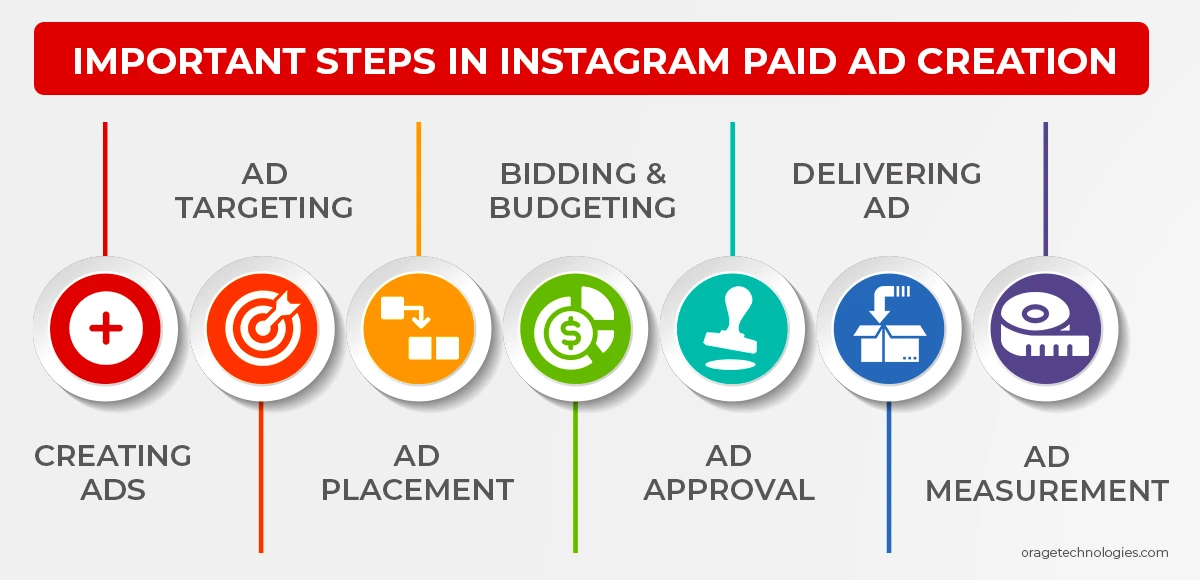 IMPORTANT STEPS IN INSTAGRAM PAID AD CREATION
AD
TARGETING
BIDDING &
BUDGETING
DELIVERING
AD
$
CREATING
ADS
AD
PLACEMENT
AD
APPROVAL
AD
MEASUREMENT
oragetechnologies.com